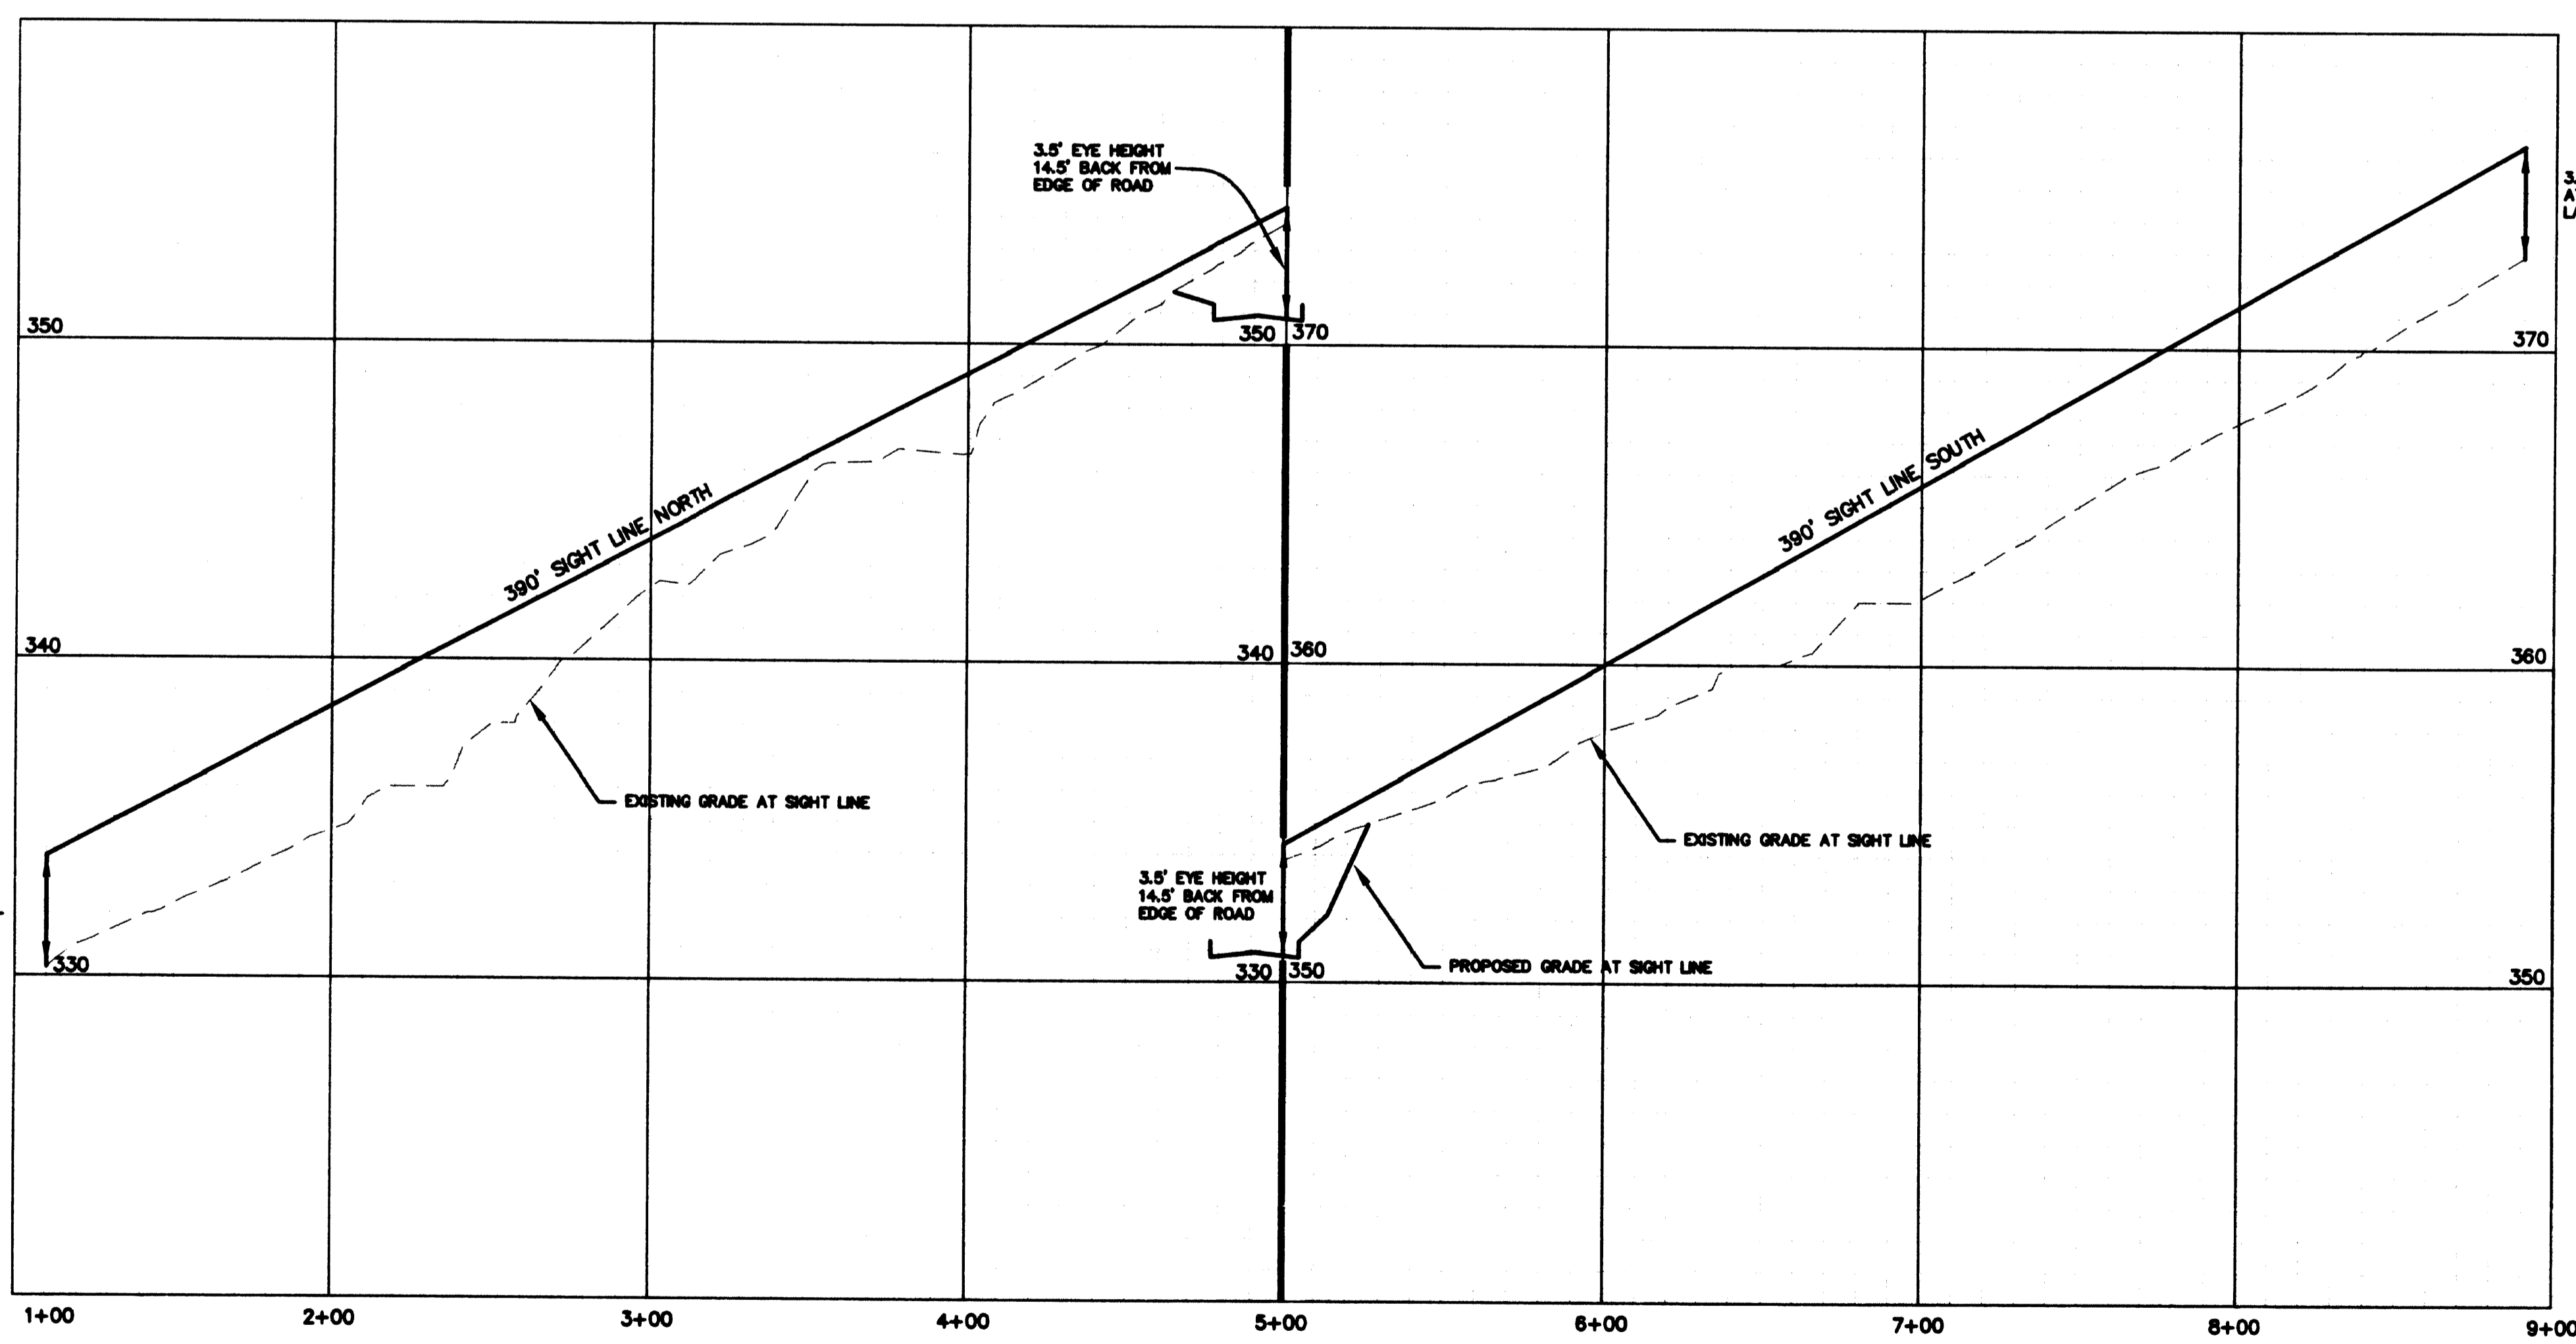 3.5' EYE HEIGHT
14.5' BACK FROM
EDGE OF ROAD
350
350
370
370
390' SIGHT LINE NORTH
390' SIGHT LINE SOUTH
340
340
360
360
EXISTING GRADE AT SIGHT LINE
EXISTING GRADE AT SIGHT LINE
3.5' EYE HEIGHT
14.5' BACK FROM
EDGE OF ROAD
330
330
350
PROPOSED GRADE AT SIGHT LINE
350
1+00
2+00
3+00
4+00
5+00
6+00
7+00
8+00
9+00